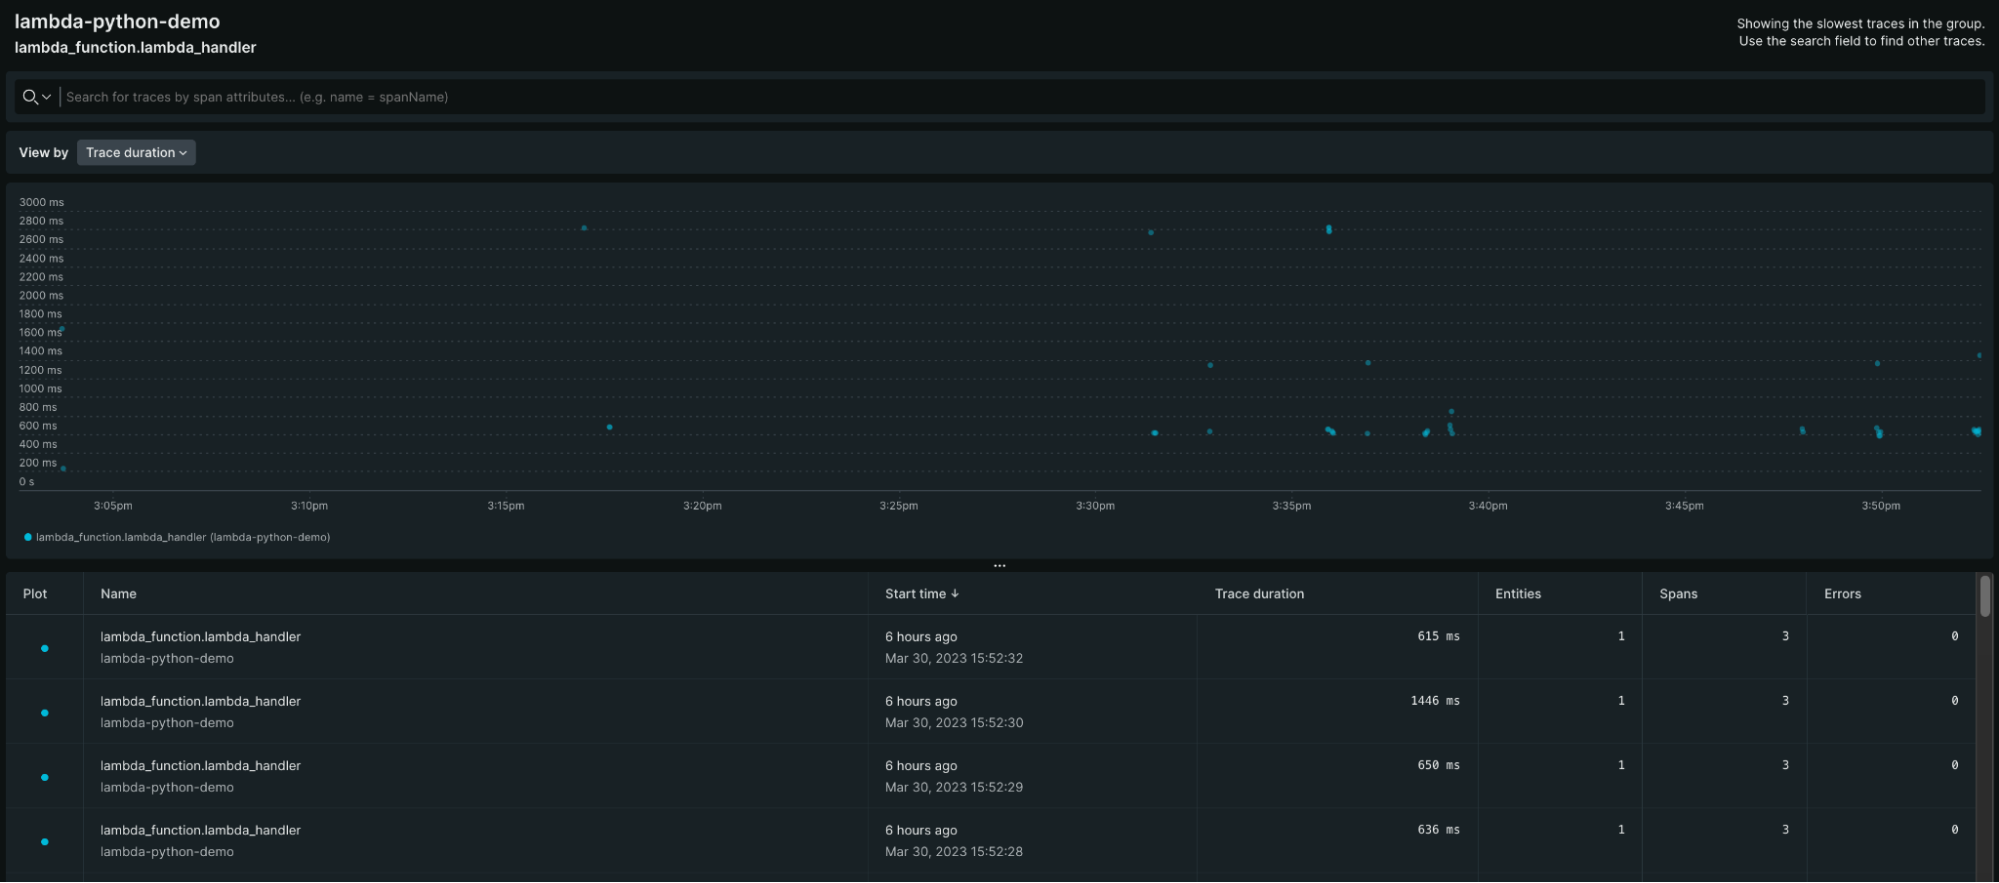 lambda-python-demo
lambda_function.lambda_handler
Showing the slowest traces in the group.
Use the search field to find other traces.
Search for traces by span attributes... (e.g. name = spanName)
View by Trace duration
3000 ms
2800 ms
2600 ms
2400 ms
2200 ms
2000 ms
1800 ms
1600 ms
1400 ms
1200 ms
1000 ms
800 ms
600 ms
400 ms
200 ms
0 s
3:05pm 3:10pm 3:15pm 3:20pm 3:25pm 3:30pm 3:35pm 3:40pm 3:45pm 3:50pm
lambda_function.lambda_handler (lambda-python-demo)
Plot Name Start time ↓ Trace duration Entities Spans Errors
lambda_function.lambda_handler 6 hours ago 615 ms 1 3 0
lambda-python-demo Mar 30, 2023 15:52:32
lambda_function.lambda_handler 6 hours ago 1446 ms 1 3 0
lambda-python-demo Mar 30, 2023 15:52:30
lambda_function.lambda_handler 6 hours ago 650 ms 1 3 0
lambda-python-demo Mar 30, 2023 15:52:29
lambda_function.lambda_handler 6 hours ago 636 ms 1 3 0
lambda-python-demo Mar 30, 2023 15:52:28